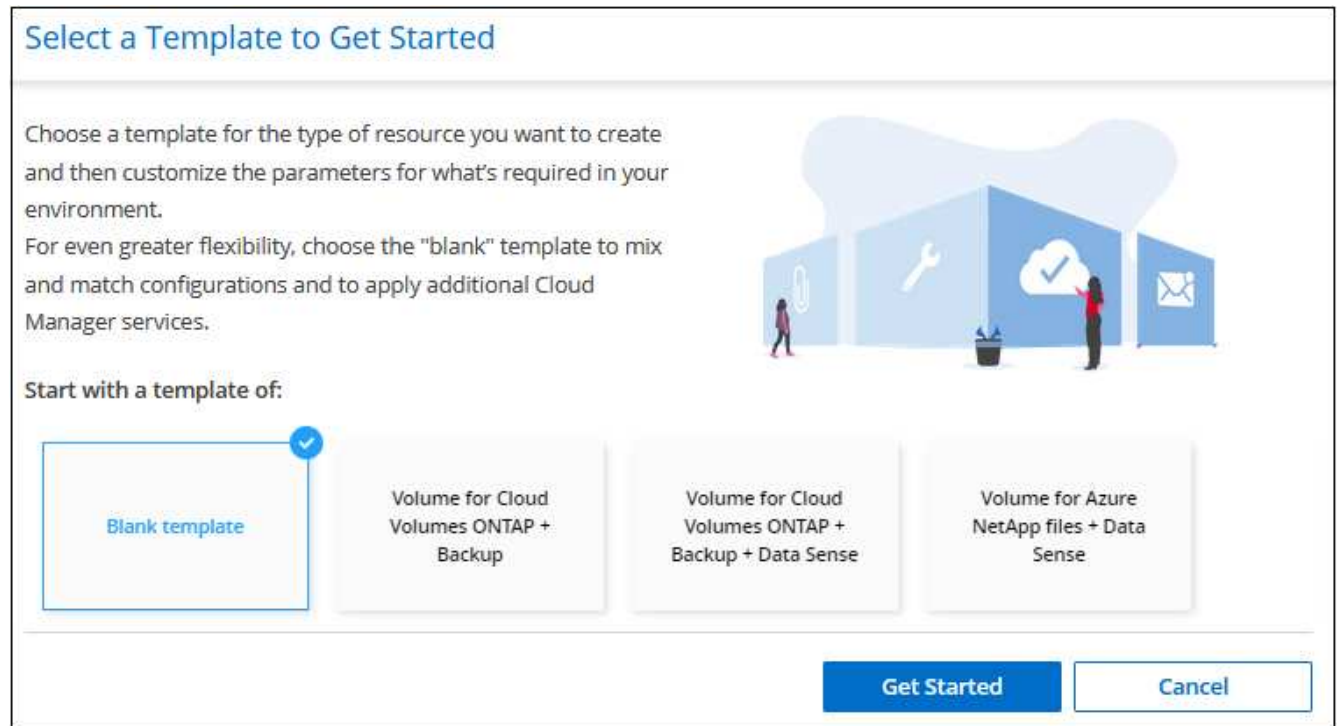 Select a Template to Get Started
Choose a template for the type of resource you want to create
and then customize the parameters for what's required in your
environment.
For even greater flexibility, choose the "blank" template to mix
and match configurations and to apply additional Cloud
Manager services.
Start with a template of:
Blank template
Volume for Cloud
Volumes ONTAP +
Backup
Volume for Cloud
Volumes ONTAP +
Backup + Data Sense
Volume for Azure
NetApp files + Data
Sense
Get Started
Cancel